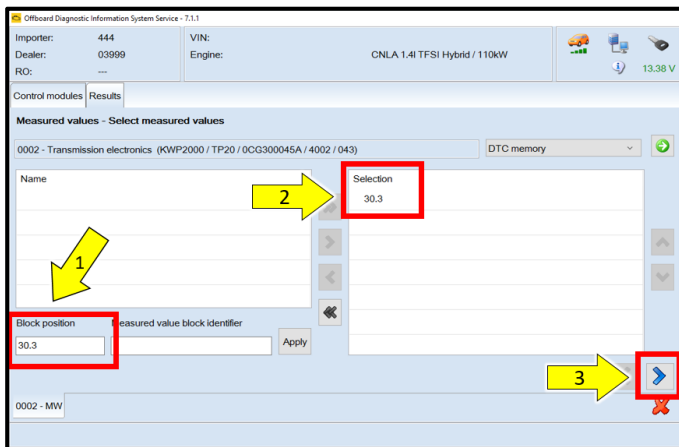 Offboard Diagnostic Information System Service - 7.1.1
Importer: 444 VIN:
Dealer: 03999 Engine: CNLA 1.4l TFSI Hybrid / 110kW
RO: ---
13.38 V
Control modules Results
Measured values - Select measured values
0002 - Transmission electronics (KWP2000 / TP20 / 0CG300045A / 4002 / 043) DTC memory
Name Selection
2 30.3
1
Block position Measured value block identifier
30.3 Apply
3
0002 - MW